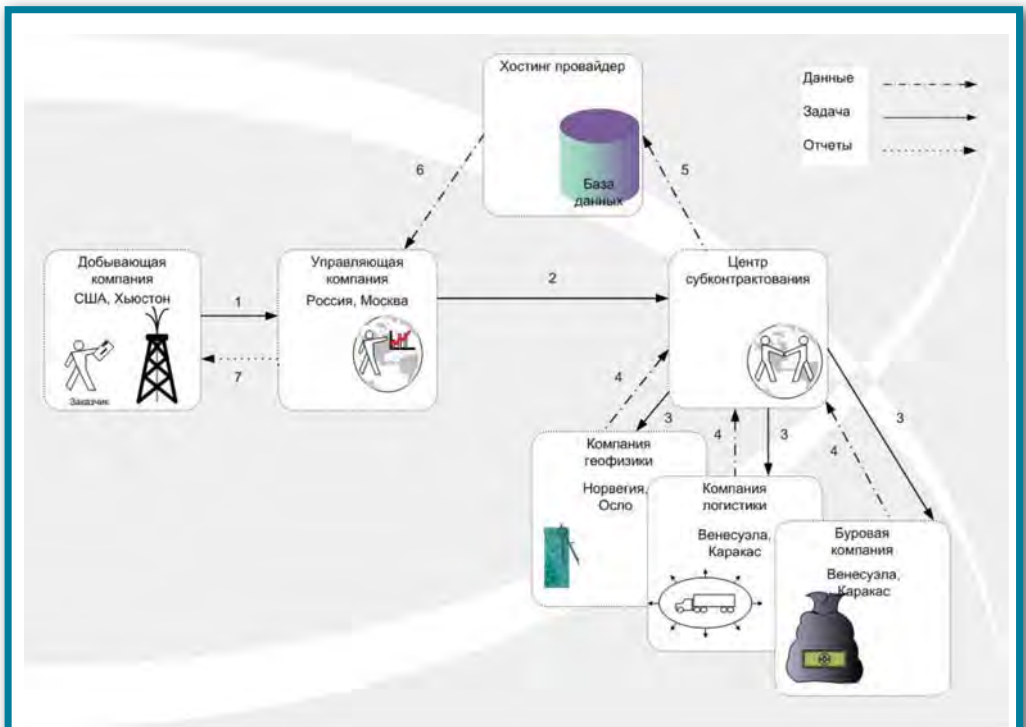 Хостинг провайдер
База
данных
Данные
Задача
Отчеты
6
5
Добывающая
компания
США, Хьюстон
Заказчик
1
7
Управляющая
компания
Россия, Москва
2
Центр
субконтрактования
4
3
4
3
4
3
Компания
геофизики
Норвегия,
Осло
Компания
логистики
Венесуэла,
Каракас
Буровая
компания
Венесуэла,
Каракас